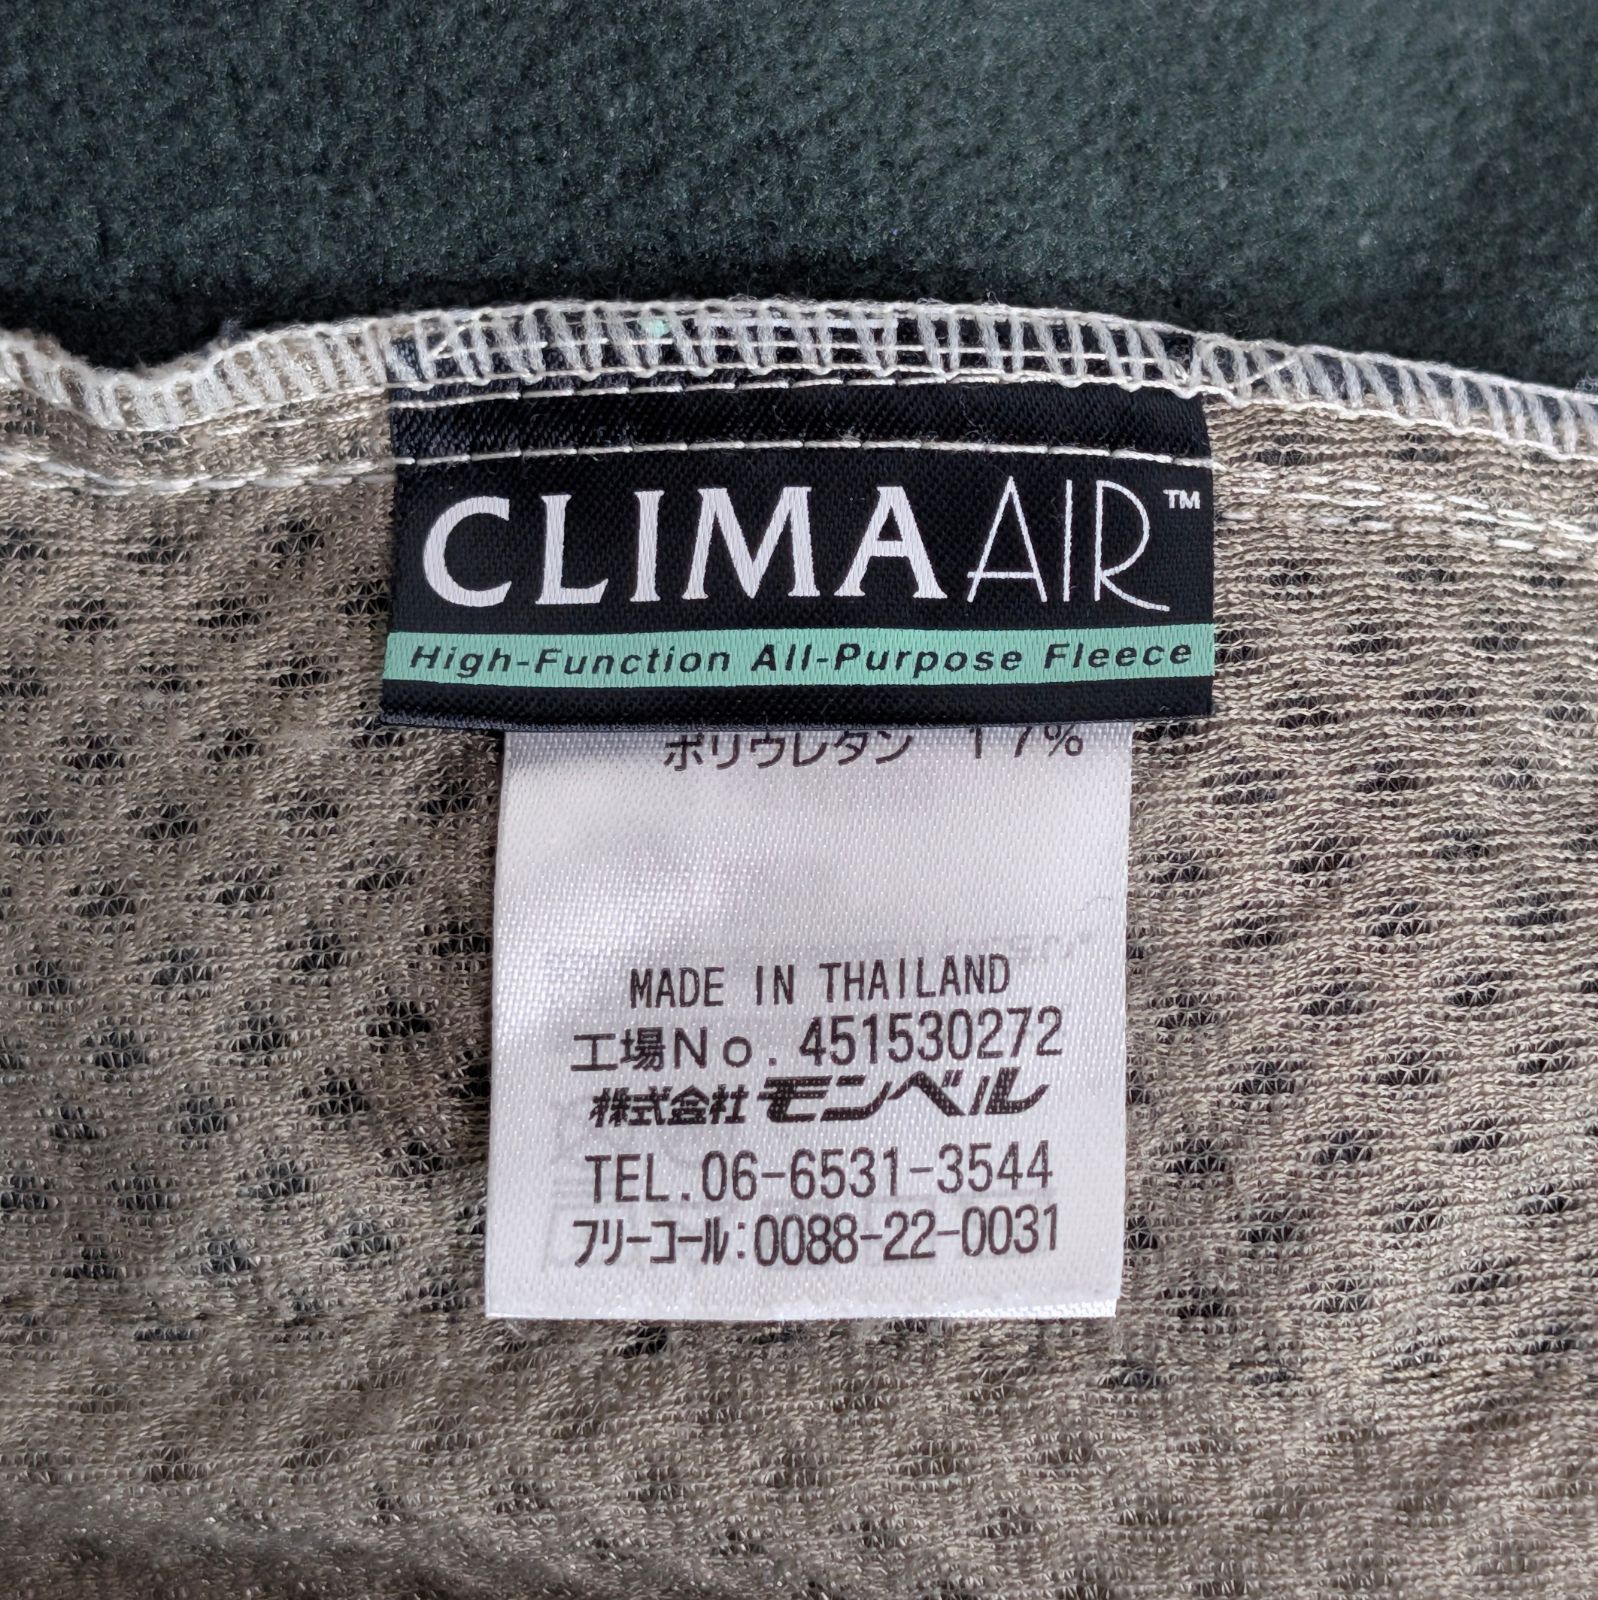 CLIMAAIR™
High-Function All-Purpose Fleece
ポリウレタン 17%
MADE IN THAILAND
工場No. 451530272
株式会社モンベル
TEL.06-6531-3544
フリーコール:0088-22-0031